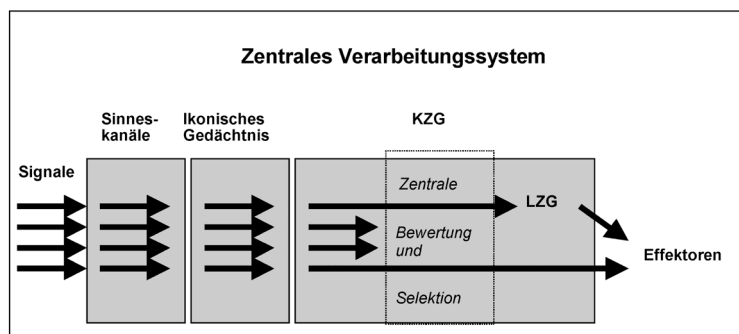 Zentrales Verarbeitungssystem
Sinnes-
kanäle
Ikonisches
Gedächtnis
KZG
Signale
Zentrale
LZG
Bewertung
und
Effektoren
Selektion